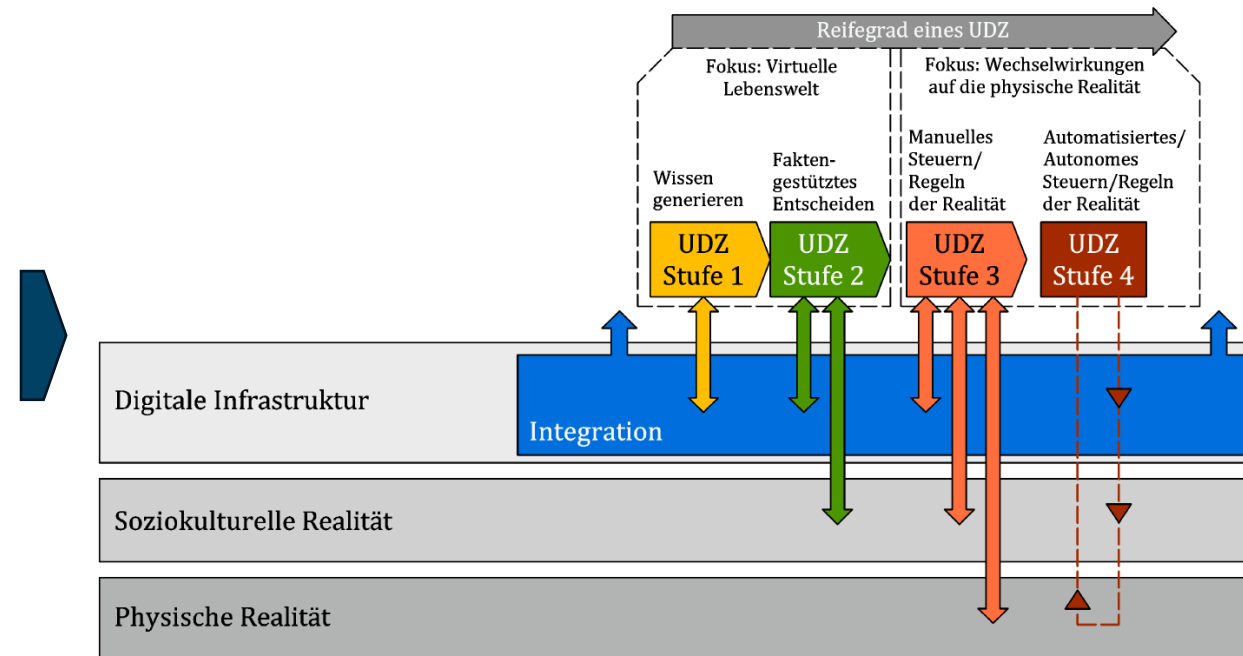 Reifegrad eines UDZ
Fokus: Virtuelle
Lebenswelt
Fokus: Wechselwirkungen
auf die physische Realität
Wissen
generieren
Fakten-
gestütztes
Entscheiden
Manuelles
Steuern/
Regeln
der Realität
Automatisiertes/
Autonomes
Steuern/Regeln
der Realität
UDZ
Stufe 1
UDZ
Stufe 2
UDZ
Stufe 3
UDZ
Stufe 4
Digitale Infrastruktur
Integration
Soziokulturelle Realität
Physische Realität